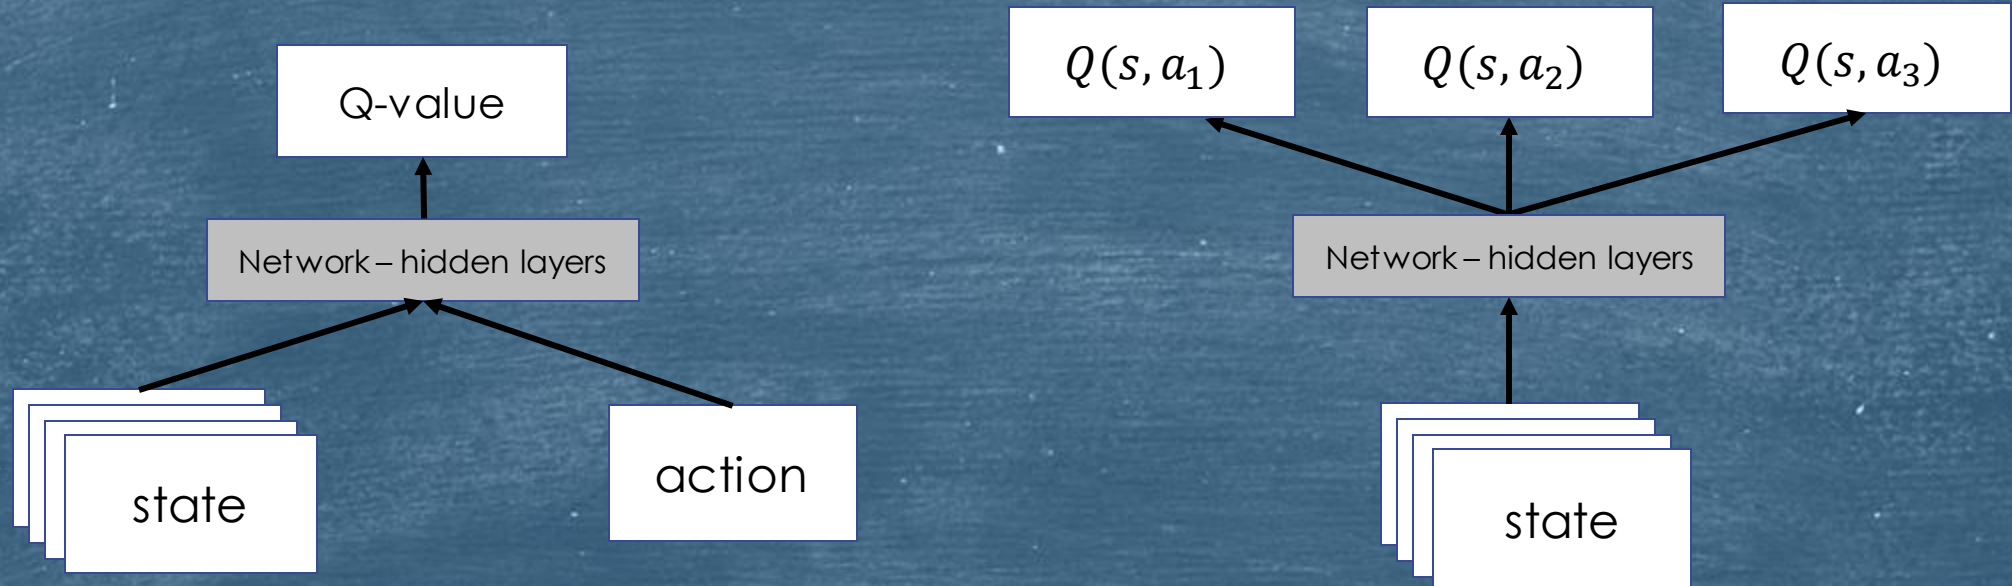 Q-value
Network – hidden layers
state
action
Q(s, a₁)
Q(s, a₂)
Q(s, a₃)
Network – hidden layers
state